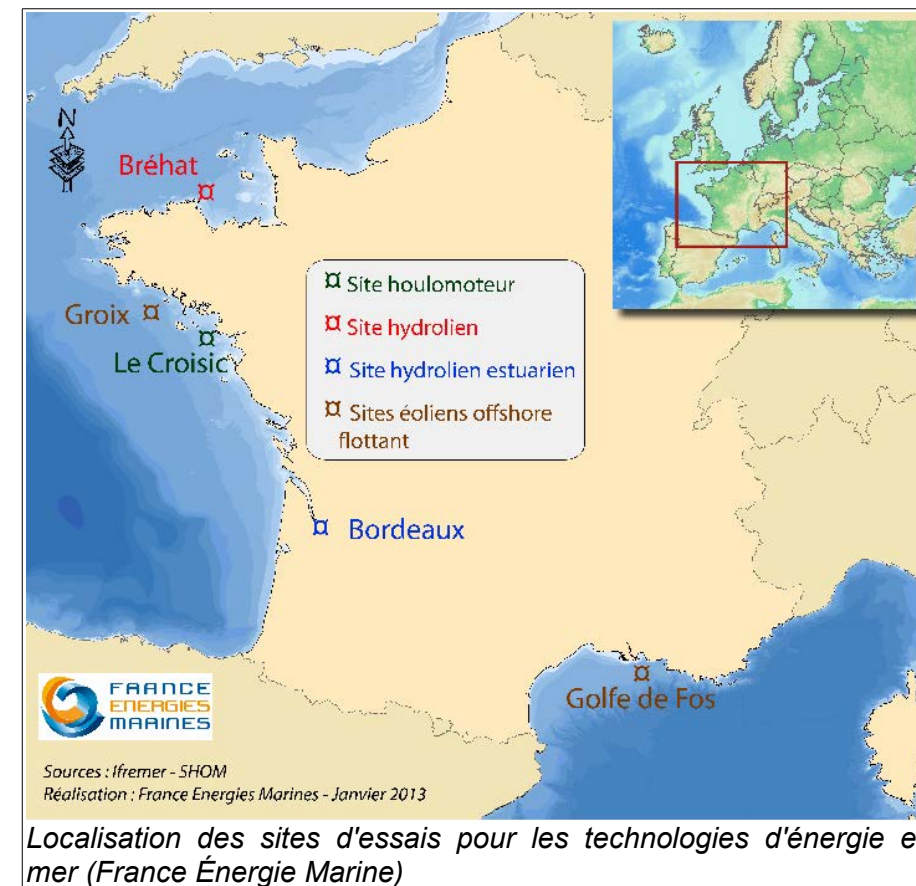 N
Bréhat
Groix
Le Croisic
Site houlomoteur
Site hydrolien
Site hydrolien estuarien
Sites éoliens offshore
flottant
Bordeaux
Golfe de Fos
FRANCE
ENERGIES
MARINES
Sources : Ifremer - SHOM
Réalisation : France Energies Marines - Janvier 2013
Localisation des sites d'essais pour les technologies d'énergie e
mer (France Énergie Marine)